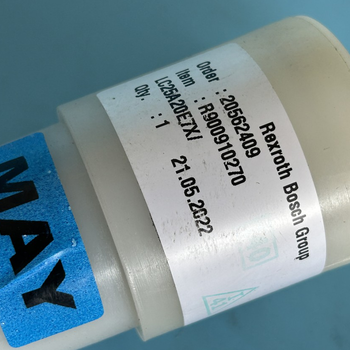 Rexroth Bosch Group
Order : 20562409
Item : R900910270
LC25A20E7X/
Qty. : 1
21.05.2022
MAY